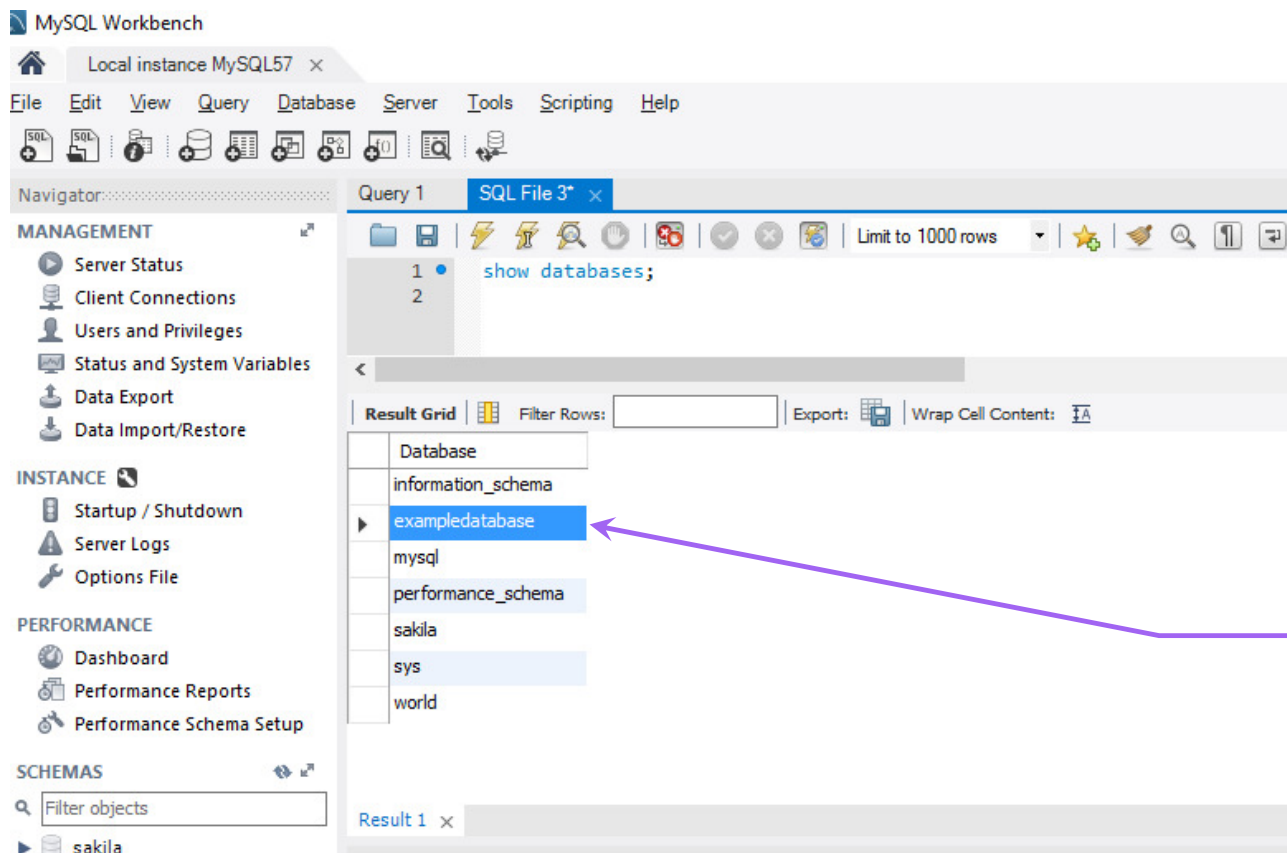 MySQL Workbench
Local instance MySQL57
File Edit View Query Database Server Tools Scripting Help
SQL SQL
Navigator
Query 1 SQL File 3*
MANAGEMENT
Server Status
Client Connections
Users and Privileges
Status and System Variables
Data Export
Data Import/Restore
INSTANCE
Startup / Shutdown
Server Logs
Options File
PERFORMANCE
Dashboard
Performance Reports
Performance Schema Setup
SCHEMAS
Filter objects
sakila
Limit to 1000 rows
1 show databases;
2
Result Grid Filter Rows: Export: Wrap Cell Content: IA
Database
information_schema
exampledatabase
mysql
performance_schema
sakila
sys
world
Result 1